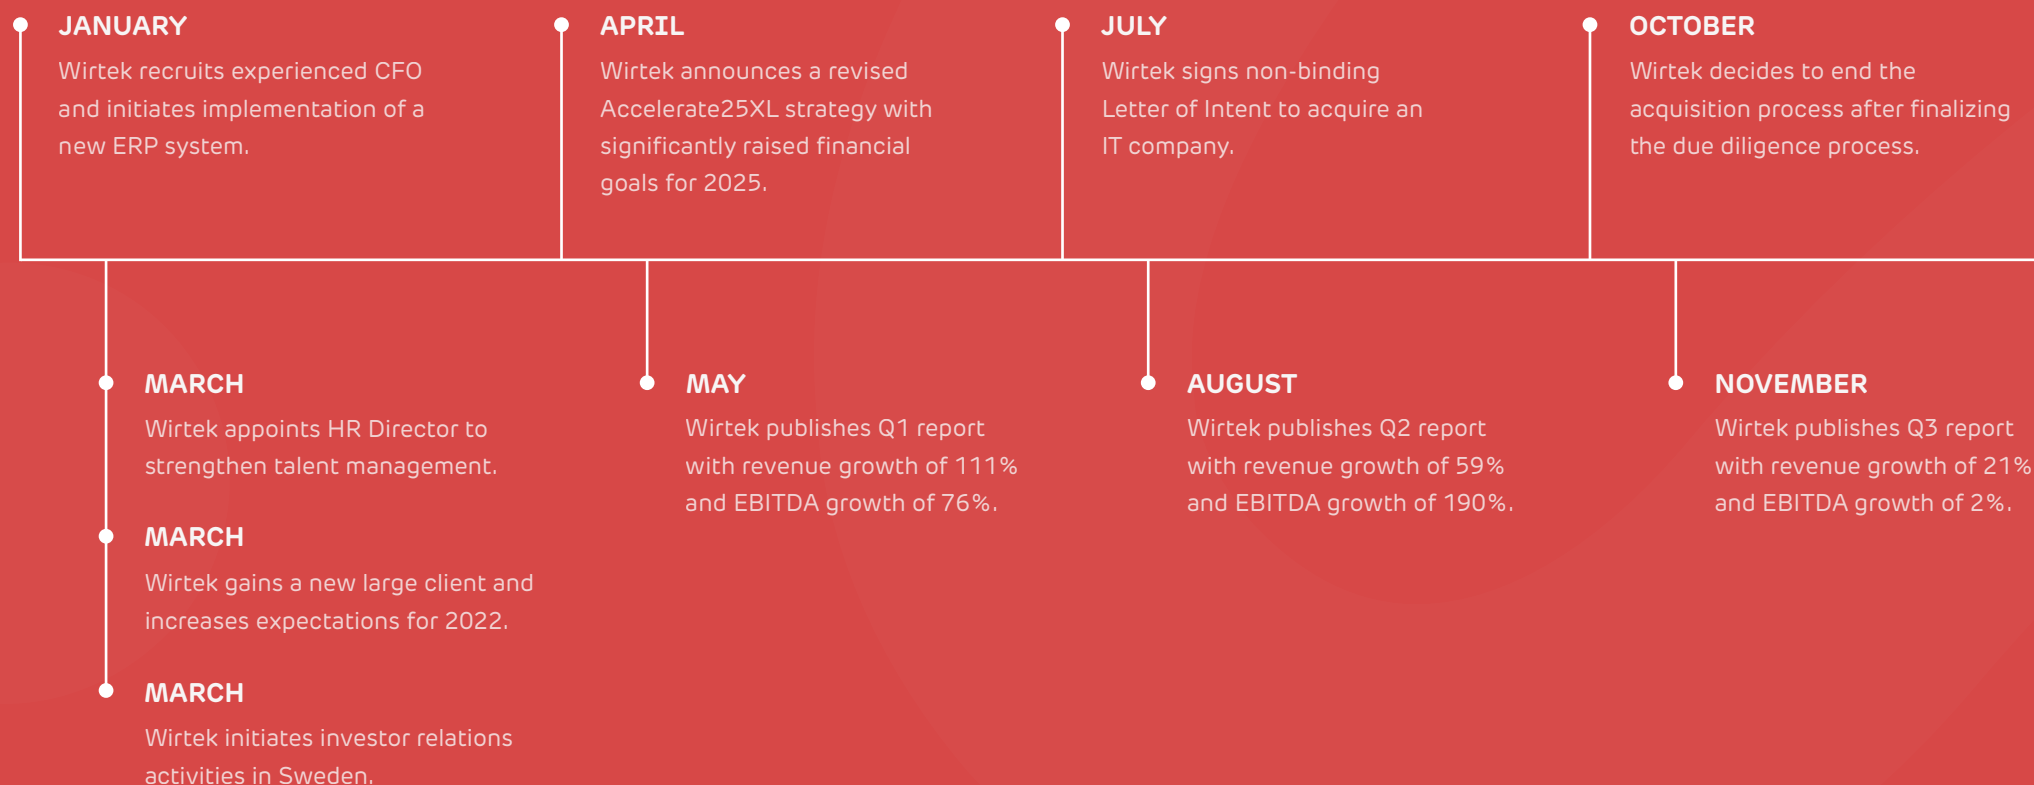 JANUARY
Wirtek recruits experienced CFO
and initiates implementation of a
new ERP system.
APRIL
Wirtek announces a revised
Accelerate25XL strategy with
significantly raised financial
goals for 2025.
JULY
Wirtek signs non-binding
Letter of Intent to acquire an
IT company.
OCTOBER
Wirtek decides to end the
acquisition process after finalizing
the due diligence process.
MARCH
Wirtek appoints HR Director to
strengthen talent management.
MARCH
Wirtek gains a new large client and
increases expectations for 2022.
MARCH
Wirtek initiates investor relations
activities in Sweden.
MAY
Wirtek publishes Q1 report
with revenue growth of 111%
and EBITDA growth of 76%.
AUGUST
Wirtek publishes Q2 report
with revenue growth of 59%
and EBITDA growth of 190%.
NOVEMBER
Wirtek publishes Q3 report
with revenue growth of 21%
and EBITDA growth of 2%.